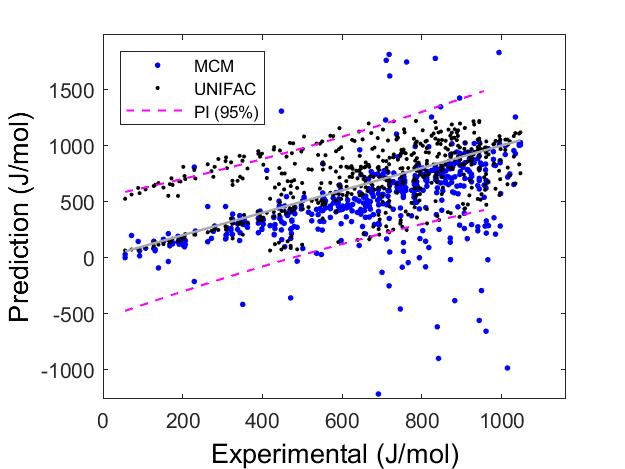 Prediction (J/mol)
1500
1000
500
0
-500
-1000
MCM
UNIFAC
PI (95%)
0 200 400 600 800 1000
Experimental (J/mol)